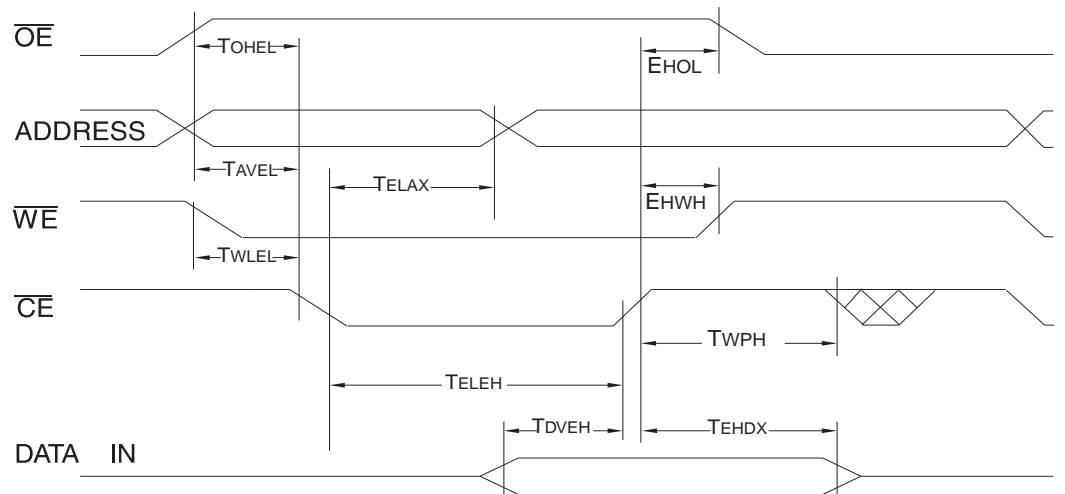 OE
TOHEL
EHOL
ADDRESS
TAVEL
TELAX
EHWH
WE
TWLEL
CE
TWPH
TELEH
TDVEH
TEHDX
DATA IN